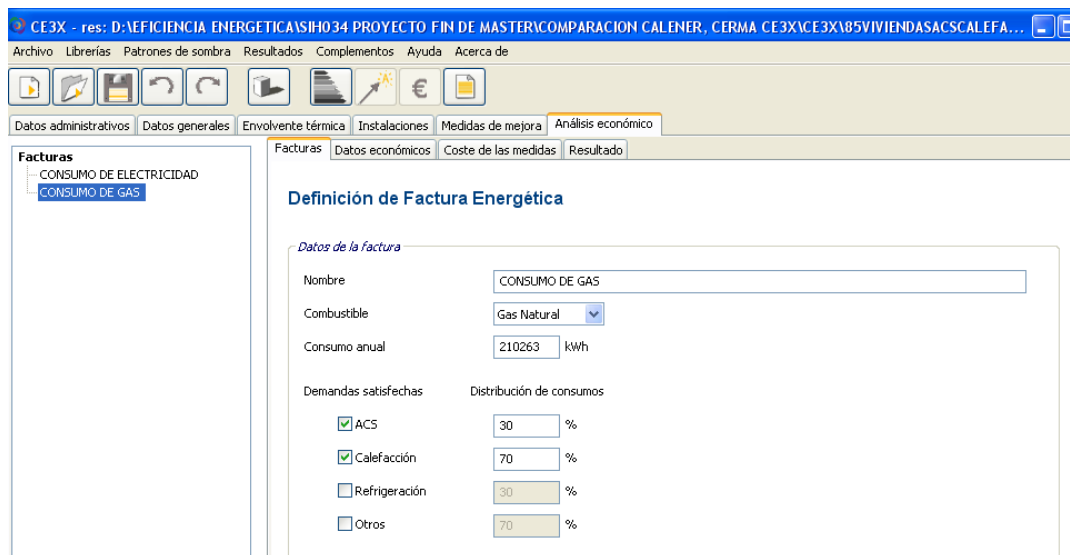 CE3X - res: D:\EFICIENCIA ENERGETICA\SIH034 PROYECTO FIN DE MASTER\COMPARACION CALENER, CERMA CE3X\CE3X\85VIVIENDASACSCALEFA...
Archivo Librerías Patrones de sombra Resultados Complementos Ayuda Acerca de
€
Datos administrativos Datos generales Envolvente térmica Instalaciones Medidas de mejora Análisis económico
Facturas Datos económicos Coste de las medidas Resultado
Facturas
CONSUMO DE ELECTRICIDAD
CONSUMO DE GAS
Definición de Factura Energética
Datos de la factura
Nombre CONSUMO DE GAS
Combustible Gas Natural
Consumo anual 210263 kWh
Demandas satisfechas Distribución de consumos
ACS 30 %
Calefacción 70 %
Refrigeración 30 %
Otros 70 %